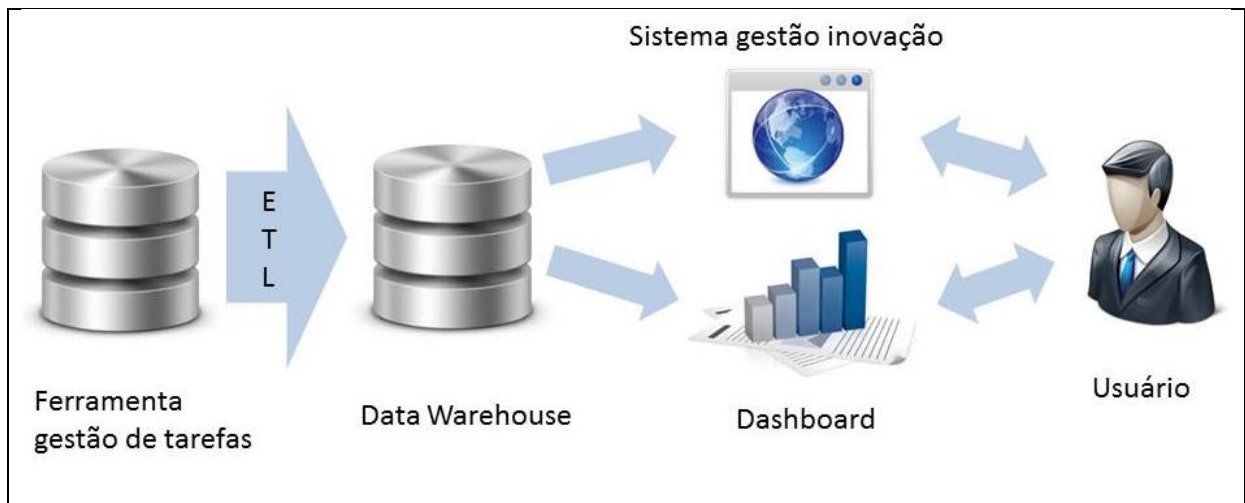 Sistema gestão inovação
E
T
L
Ferramenta
gestão de tarefas
Data Warehouse
Dashboard
Usuário